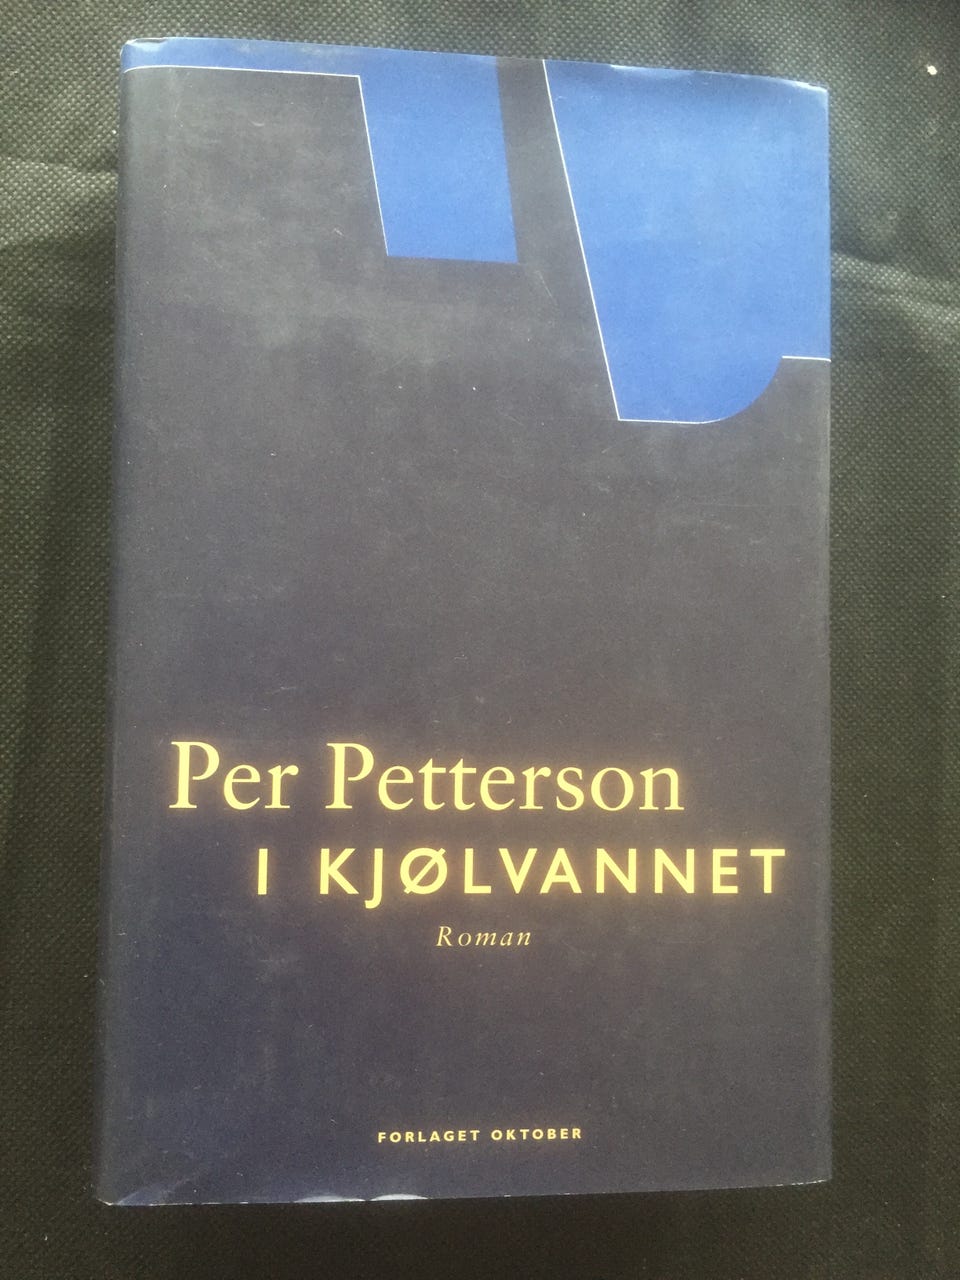 Per Petterson
I KJØLVANNET
Roman
FORLAGET OKTOBER